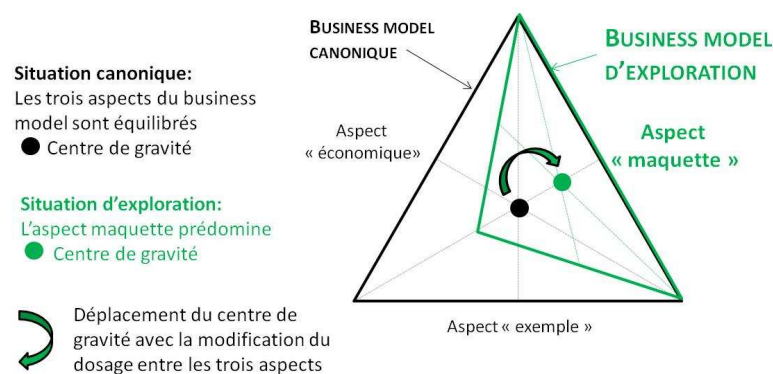 Situation canonique:
Les trois aspects du business
model sont équilibrés
Centre de gravité
Situation d'exploration:
L'aspect maquette prédomine
Centre de gravité
Déplacement du centre de
gravité avec la modification du
dosage entre les trois aspects
BUSINESS MODEL
CANONIQUE
BUSINESS MODEL
D'EXPLORATION
Aspect
« économique»
Aspect
« maquette »
Aspect « exemple »